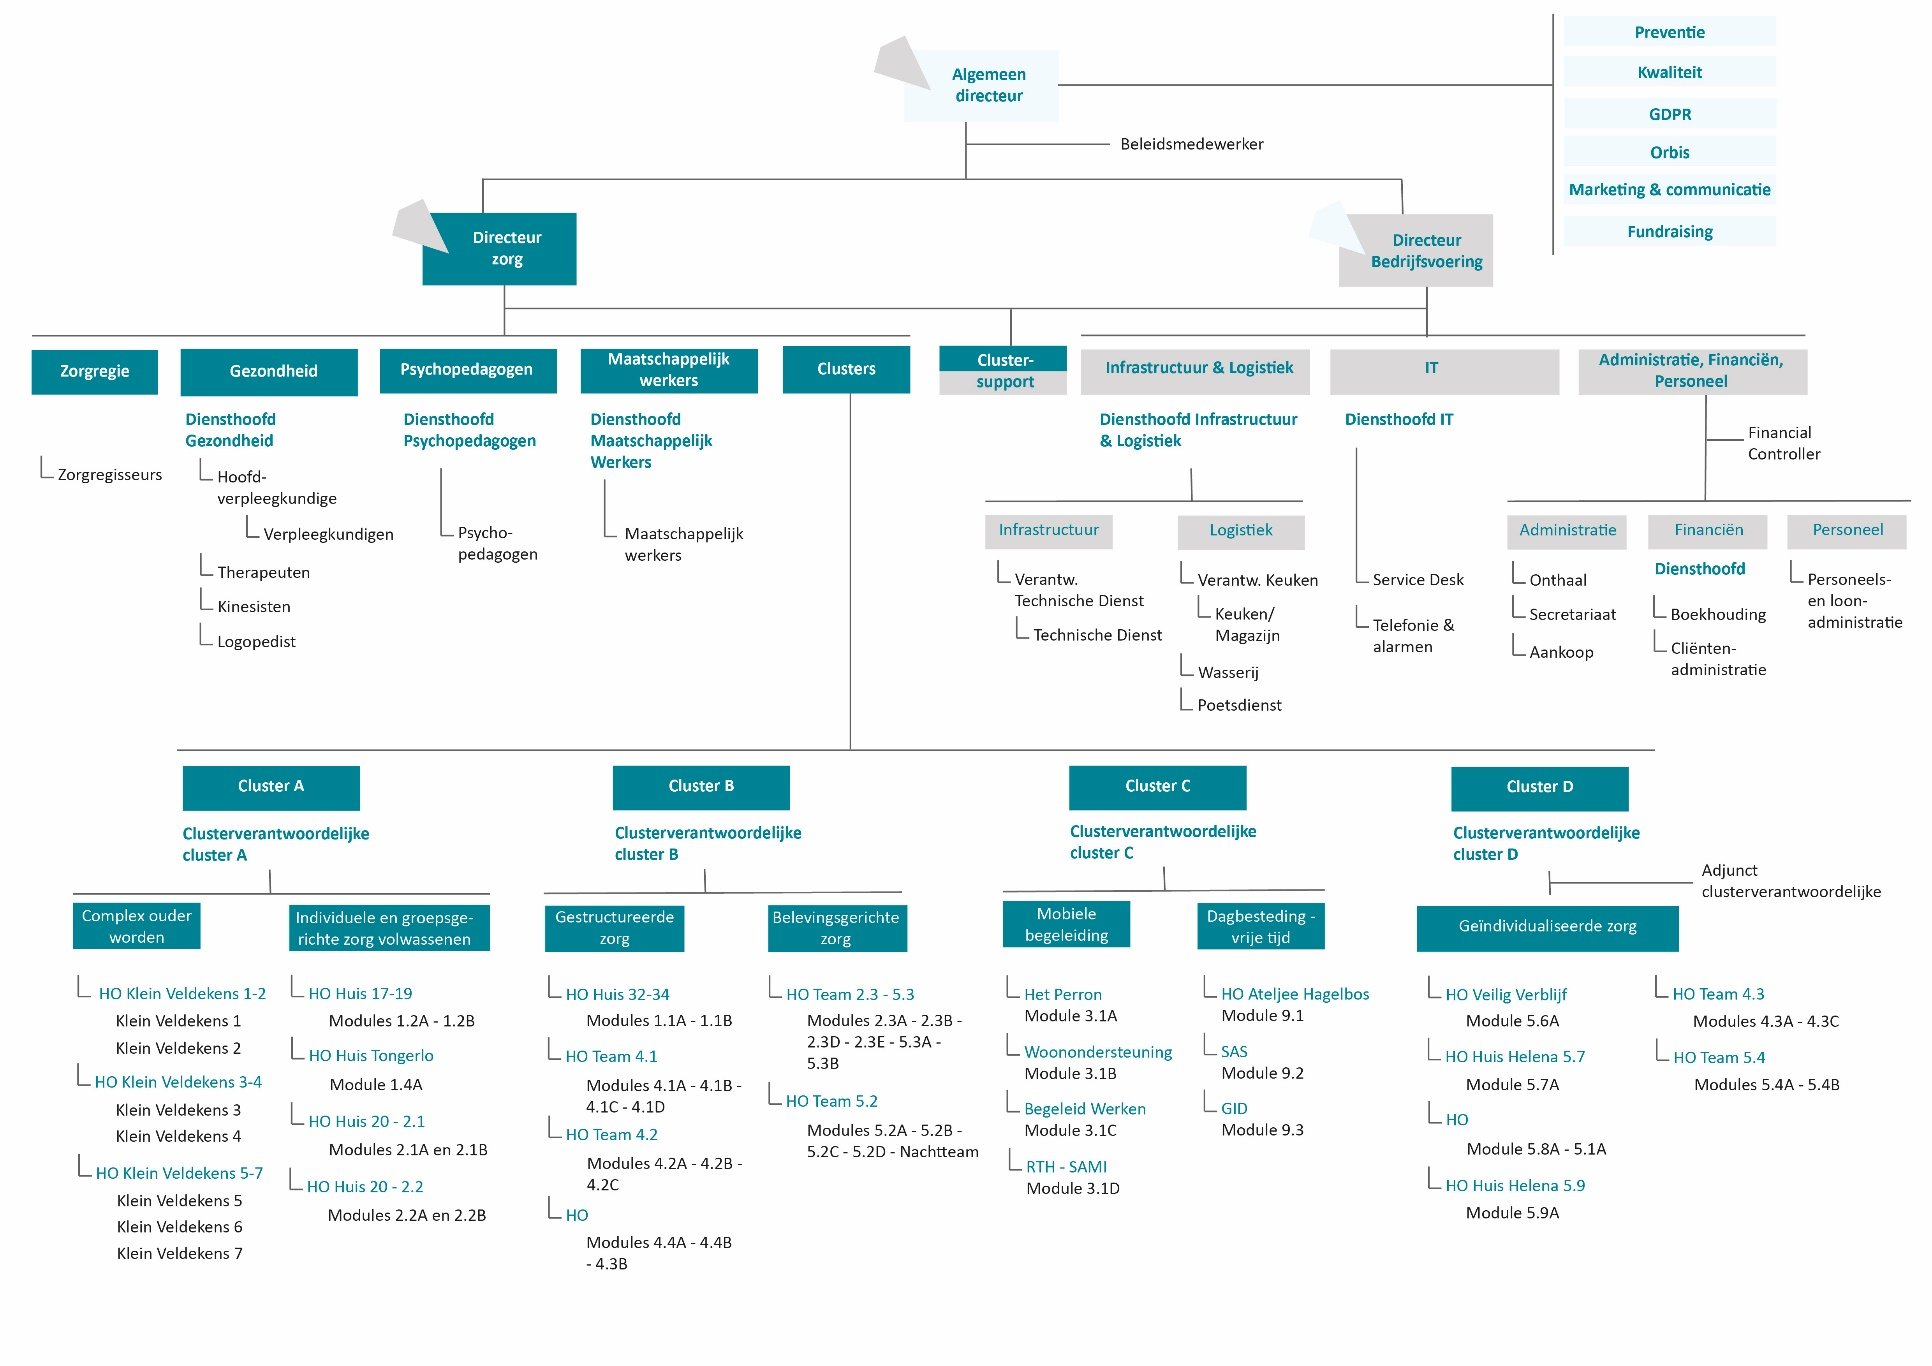 Preventie
Kwaliteit
GDPR
Orbis
Marketing & communicatie
Fundraising
Algemeen
directeur
Beleidsmedewerker
Directeur
zorg
Directeur
Bedrijfsvoering
Zorgregie
Zorgregisseurs
Gezondheid
Diensthoofd
Gezondheid
Hoofd-
verpleegkundige
Verpleegkundigen
Therapeuten
Kinesisten
Logopedist
Psychopedagogen
Diensthoofd
Psychopedagogen
Psycho-
pedagogen
Maatschappelijk
werkers
Diensthoofd
Maatschappelijk
Werkers
Maatschappelijk
werkers
Clusters
Cluster-
support
Infrastructuur & Logistiek
Diensthoofd Infrastructuur
& Logistiek
Infrastructuur
Verantw.
Technische Dienst
Technische Dienst
Logistiek
Verantw. Keuken
Keuken/
Magazijn
Wasserij
Poetsdienst
IT
Diensthoofd IT
Service Desk
Telefonie &
alarmen
Administratie, Financiën,
Personeel
Financial
Controller
Administratie
Onthaal
Secretariaat
Aankoop
Financiën
Diensthoofd
Boekhouding
Cliënten-
administratie
Personeel
Personeels-
en loon-
administratie
Cluster A
Clusterverantwoordelijke
cluster A
Complex ouder
worden
HO Klein Veldekens 1-2
Klein Veldekens 1
Klein Veldekens 2
HO Klein Veldekens 3-4
Klein Veldekens 3
Klein Veldekens 4
HO Klein Veldekens 5-7
Klein Veldekens 5
Klein Veldekens 6
Klein Veldekens 7
Individuele en groepsge-
richte zorg volwassenen
HO Huis 17-19
Modules 1.2A - 1.2B
HO Huis Tongerlo
Module 1.4A
HO Huis 20 - 2.1
Modules 2.1A en 2.1B
HO Huis 20 - 2.2
Modules 2.2A en 2.2B
Cluster B
Clusterverantwoordelijke
cluster B
Gestructureerde
zorg
HO Huis 32-34
Modules 1.1A - 1.1B
HO Team 4.1
Modules 4.1A - 4.1B -
4.1C - 4.1D
HO Team 4.2
Modules 4.2A - 4.2B -
4.2C
HO
Modules 4.4A - 4.4B
- 4.3B
Belevingsgerichte
zorg
HO Team 2.3 - 5.3
Modules 2.3A - 2.3B -
2.3D - 2.3E - 5.3A -
5.3B
HO Team 5.2
Modules 5.2A - 5.2B -
5.2C - 5.2D - Nachtteam
Cluster C
Clusterverantwoordelijke
cluster C
Mobiele
begeleiding
Het Perron
Module 3.1A
Woonondersteuning
Module 3.1B
Begeleid Werken
Module 3.1C
RTH - SAMI
Module 3.1D
Dagbesteding -
vrije tijd
HO Ateljee Hagelbos
Module 9.1
SAS
Module 9.2
GID
Module 9.3
Cluster D
Clusterverantwoordelijke
cluster D
Adjunct
clusterverantwoordelijke
Geïndividualiseerde zorg
HO Veilig Verblijf
Module 5.6A
HO Huis Helena 5.7
Module 5.7A
HO
Module 5.8A - 5.1A
HO Huis Helena 5.9
Module 5.9A
HO Team 4.3
Modules 4.3A - 4.3C
HO Team 5.4
Modules 5.4A - 5.4B